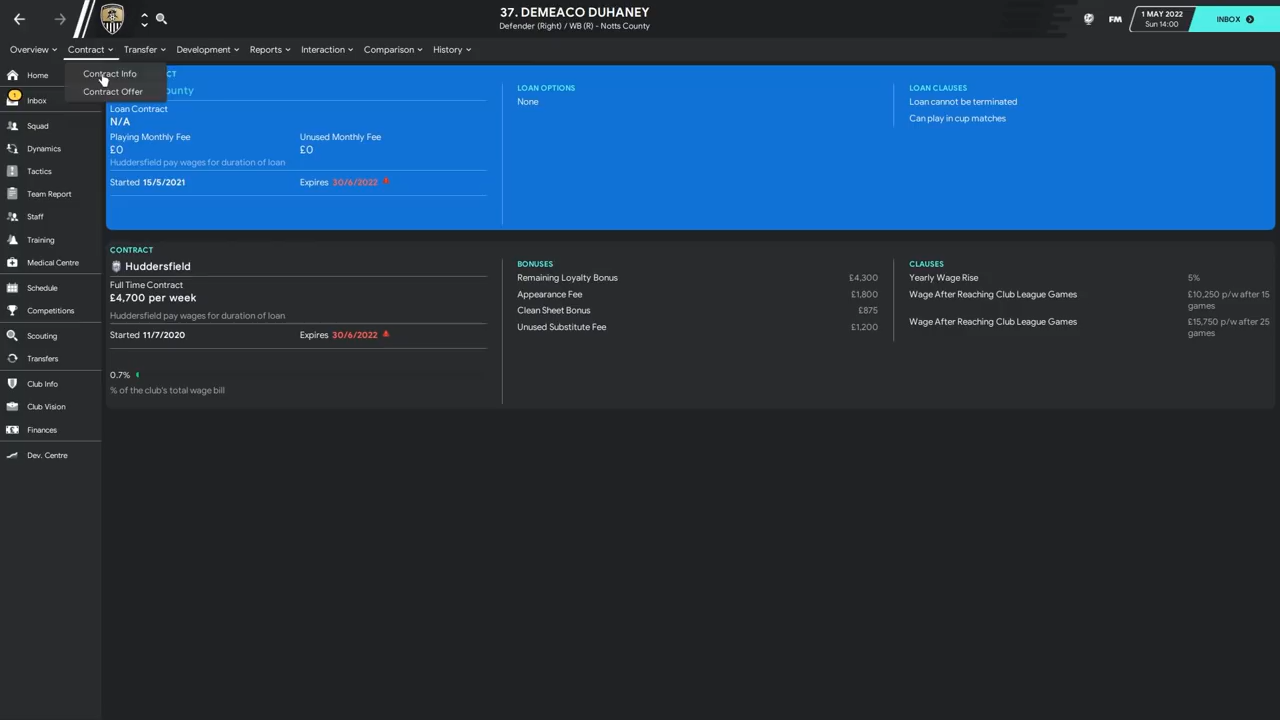 37. DEMEACO DUHANEY
Defender (Right) / WB (R) - Notts County
FM
1 MAY 2022
Sun 14:00
INBOX
Overview
Contract
Transfer
Development
Reports
Interaction
Comparison
History
Contract Info
Contract Offer
Home
1
Inbox
Squad
Dynamics
Tactics
Team Report
Staff
Training
Medical Centre
Schedule
Competitions
Scouting
Transfers
Club Info
Club Vision
Finances
Dev. Centre
CT
ounty
Loan Contract
N/A
Playing Monthly Fee
Unused Monthly Fee
£0
£0
Huddersfield pay wages for duration of loan
Started 15/5/2021
Expires 30/6/2022
LOAN OPTIONS
None
LOAN CLAUSES
Loan cannot be terminated
Can play in cup matches
CONTRACT
Huddersfield
Full Time Contract
£4,700 per week
Huddersfield pay wages for duration of loan
Started 11/7/2020
Expires 30/6/2022
0.7%
% of the club's total wage bill
BONUSES
Remaining Loyalty Bonus £4,300
Appearance Fee £1,800
Clean Sheet Bonus £875
Unused Substitute Fee £1,200
CLAUSES
Yearly Wage Rise 5%
Wage After Reaching Club League Games £10,250 p/w after 15
games
Wage After Reaching Club League Games £15,750 p/w after 25
games